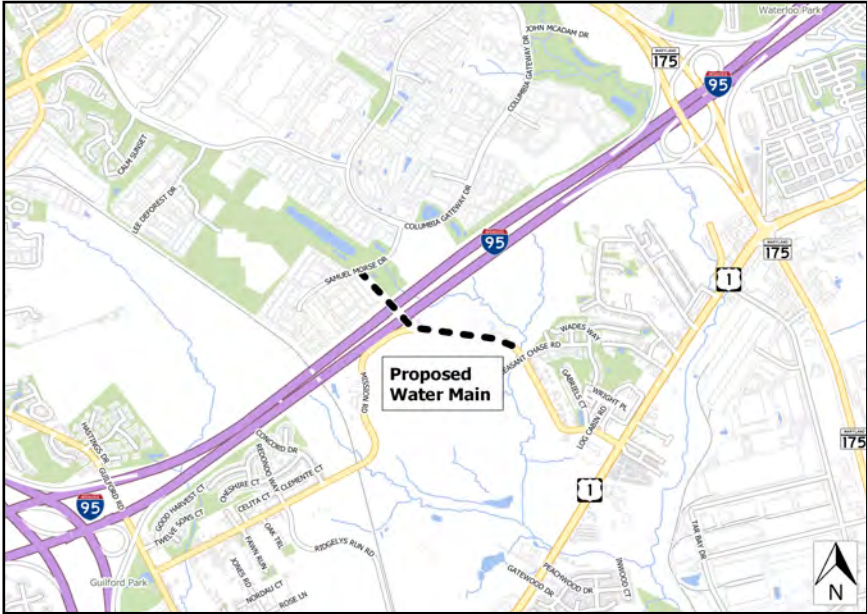 Waterloo Park
JOHN MCADAM DR
MARYLAND
175
COLUMBIA GATEWAY DR
95
CALM SUNSET
LEE DEFOREST DR
COLUMBIA GATEWAY DR
95
MARYLAND
175
SAMUEL MORSE DR
1
WADES WAY
EASANT CHASE RD
Proposed
Water Main
MISSION RD
GABRIELS CT
WRIGHT PL
LOG CABIN RD
MARYLAND
175
HASTINGS DR
GUILFORD RD
CONCORD DR
REDONDO WAY
CHESHIRE CT
CLEMENTE CT
CELITA CT
GOOD HARVEST CT
TWELVE SONS CT
95
1
OAK TRL
FAWN RUN
JONES RD
RIDGELYS RUN RD
TAR BAY DR
Guilford Park
NORDAU CT
ROSE LN
PEACHWOOD DR
GATEWOOD DR
INWOOD CT
N